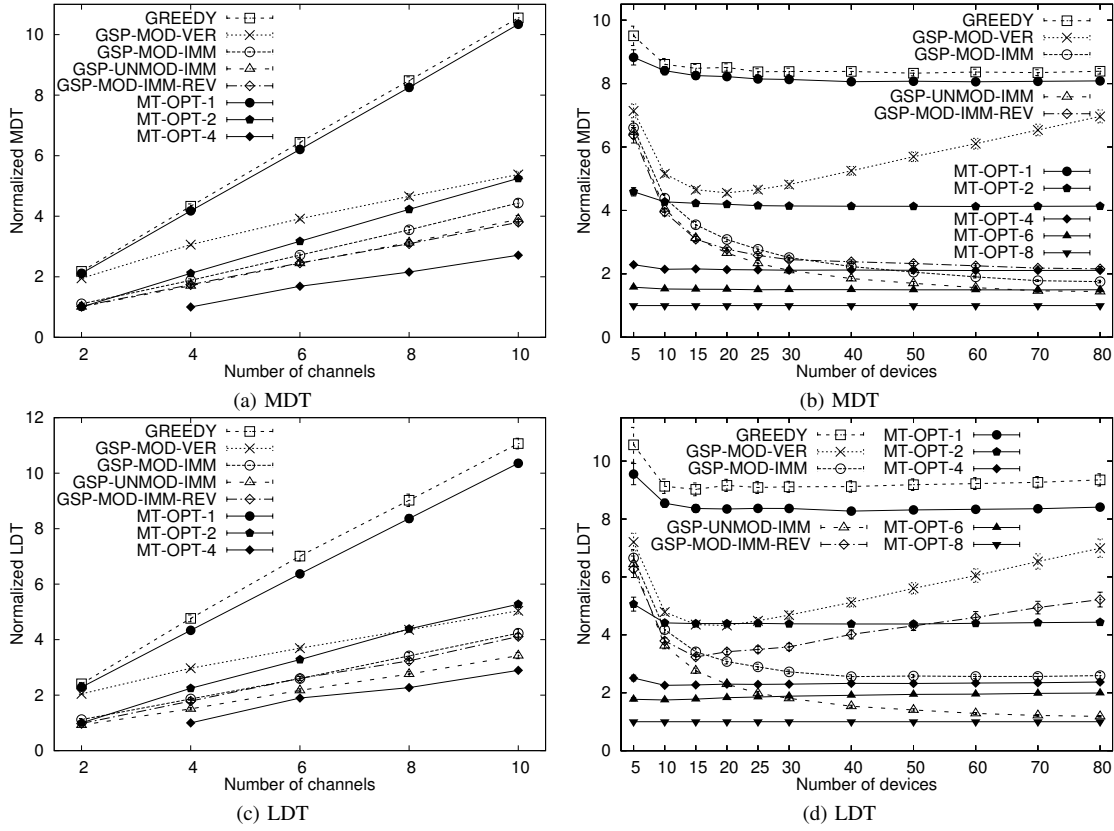 GREEDY
GSP-MOD-VER
GSP-MOD-IMM
GSP-UNMOD-IMM
GSP-MOD-IMM-REV
MT-OPT-1
MT-OPT-2
MT-OPT-4
Normalized MDT
0
2
4
6
8
10
2
4
6
8
10
Number of channels
(a) MDT
GREEDY
GSP-MOD-VER
GSP-MOD-IMM
GSP-UNMOD-IMM
GSP-MOD-IMM-REV
MT-OPT-1
MT-OPT-2
MT-OPT-4
MT-OPT-6
MT-OPT-8
Normalized MDT
0
2
4
6
8
10
5 10 15 20 25 30 40 50 60 70 80
Number of devices
(b) MDT
GREEDY
GSP-MOD-VER
GSP-MOD-IMM
GSP-UNMOD-IMM
GSP-MOD-IMM-REV
MT-OPT-1
MT-OPT-2
MT-OPT-4
Normalized LDT
0
2
4
6
8
10
12
2
4
6
8
10
Number of channels
(c) LDT
GREEDY
GSP-MOD-VER
GSP-MOD-IMM
GSP-UNMOD-IMM
GSP-MOD-IMM-REV
MT-OPT-1
MT-OPT-2
MT-OPT-4
MT-OPT-6
MT-OPT-8
Normalized LDT
0
2
4
6
8
10
5 10 15 20 25 30 40 50 60 70 80
Number of devices
(d) LDT